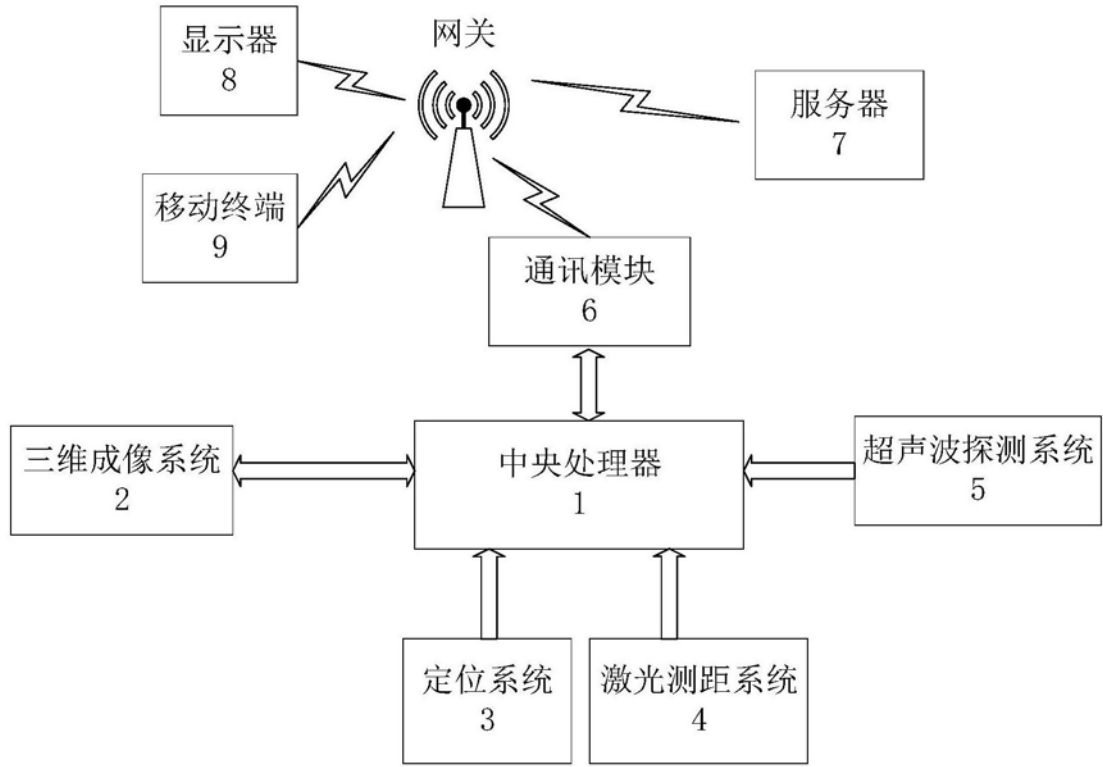 显示器
8
网关
服务器
7
移动终端
9
通讯模块
6
三维成像系统
2
中央处理器
1
超声波探测系统
5
定位系统
3
激光测距系统
4